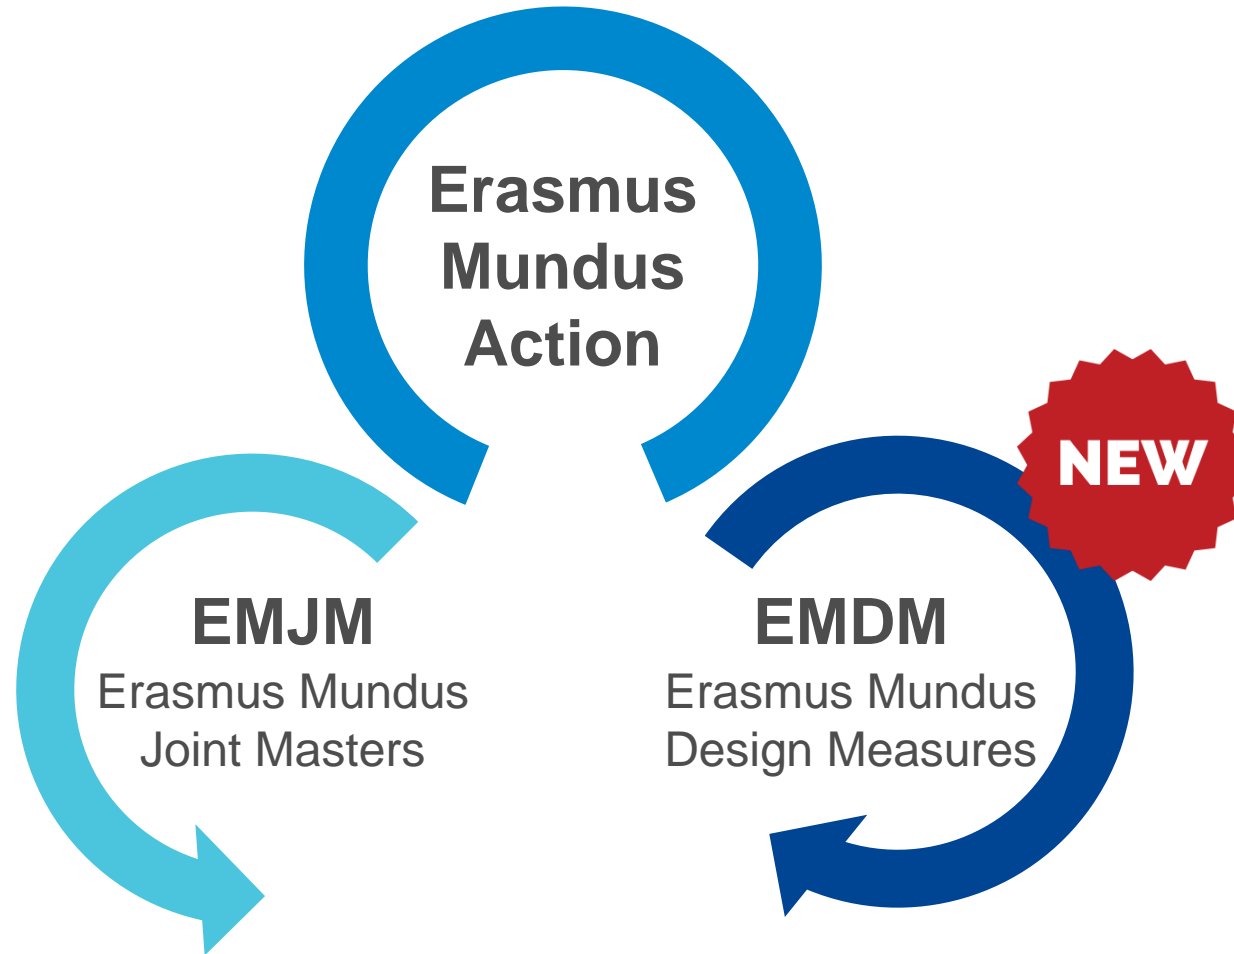 Erasmus
Mundus
Action
NEW
EMJM
Erasmus Mundus
Joint Masters
EMDM
Erasmus Mundus
Design Measures